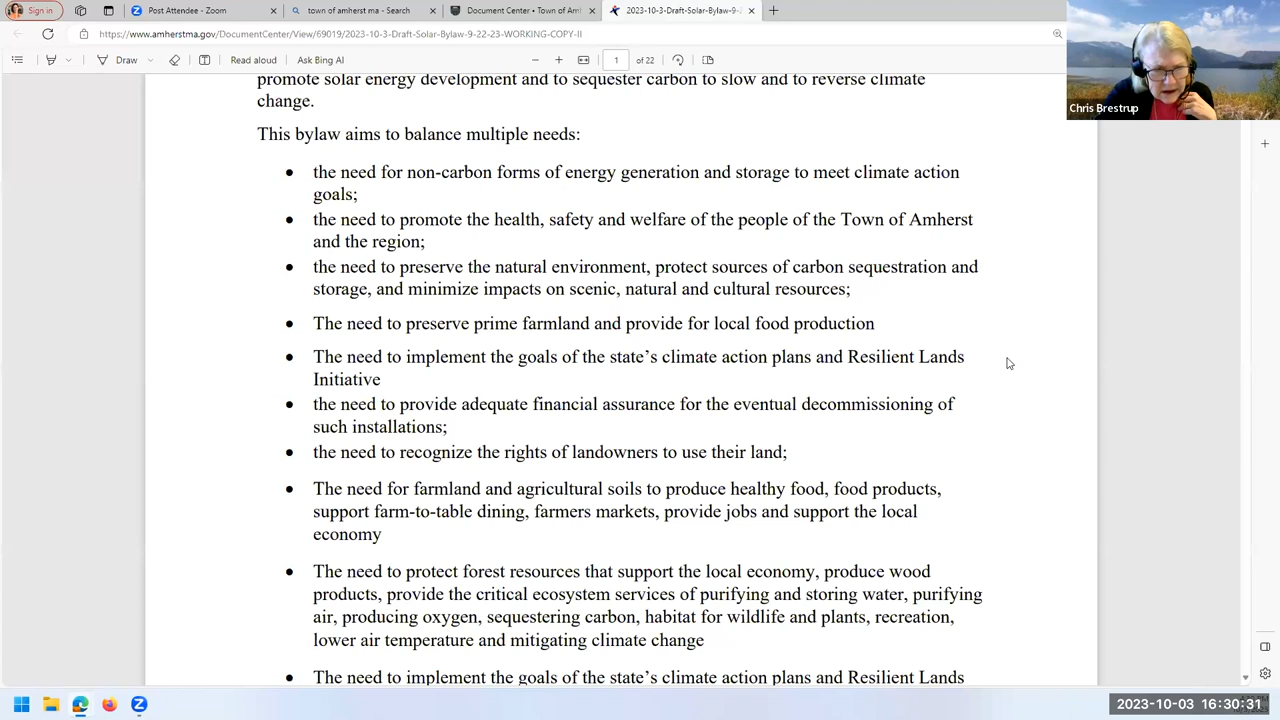 Sign in
Post Attendee - Zoom
town of amherst ma - Search
Document Center • Town of Am
2023-10-3-Draft-Solar-Bylaw-9-2
https://www.amherstma.gov/DocumentCenter/View/69019/2023-10-3-Draft-Solar-Bylaw-9-22-23-WORKING-COPY-II
Draw
Read aloud
Ask Bing AI
1 of 22
Chris Brestrup
promote solar energy development and to sequester carbon to slow and to reverse climate
change.
This bylaw aims to balance multiple needs:
• the need for non-carbon forms of energy generation and storage to meet climate action
goals;
• the need to promote the health, safety and welfare of the people of the Town of Amherst
and the region;
• the need to preserve the natural environment, protect sources of carbon sequestration and
storage, and minimize impacts on scenic, natural and cultural resources;
• The need to preserve prime farmland and provide for local food production
• The need to implement the goals of the state’s climate action plans and Resilient Lands
Initiative
• the need to provide adequate financial assurance for the eventual decommissioning of
such installations;
• the need to recognize the rights of landowners to use their land;
• The need for farmland and agricultural soils to produce healthy food, food products,
support farm-to-table dining, farmers markets, provide jobs and support the local
economy
• The need to protect forest resources that support the local economy, produce wood
products, provide the critical ecosystem services of purifying and storing water, purifying
air, producing oxygen, sequestering carbon, habitat for wildlife and plants, recreation,
lower air temperature and mitigating climate change
• The need to implement the goals of the state’s climate action plans and Resilient Lands
2023-10-03 16:30:31